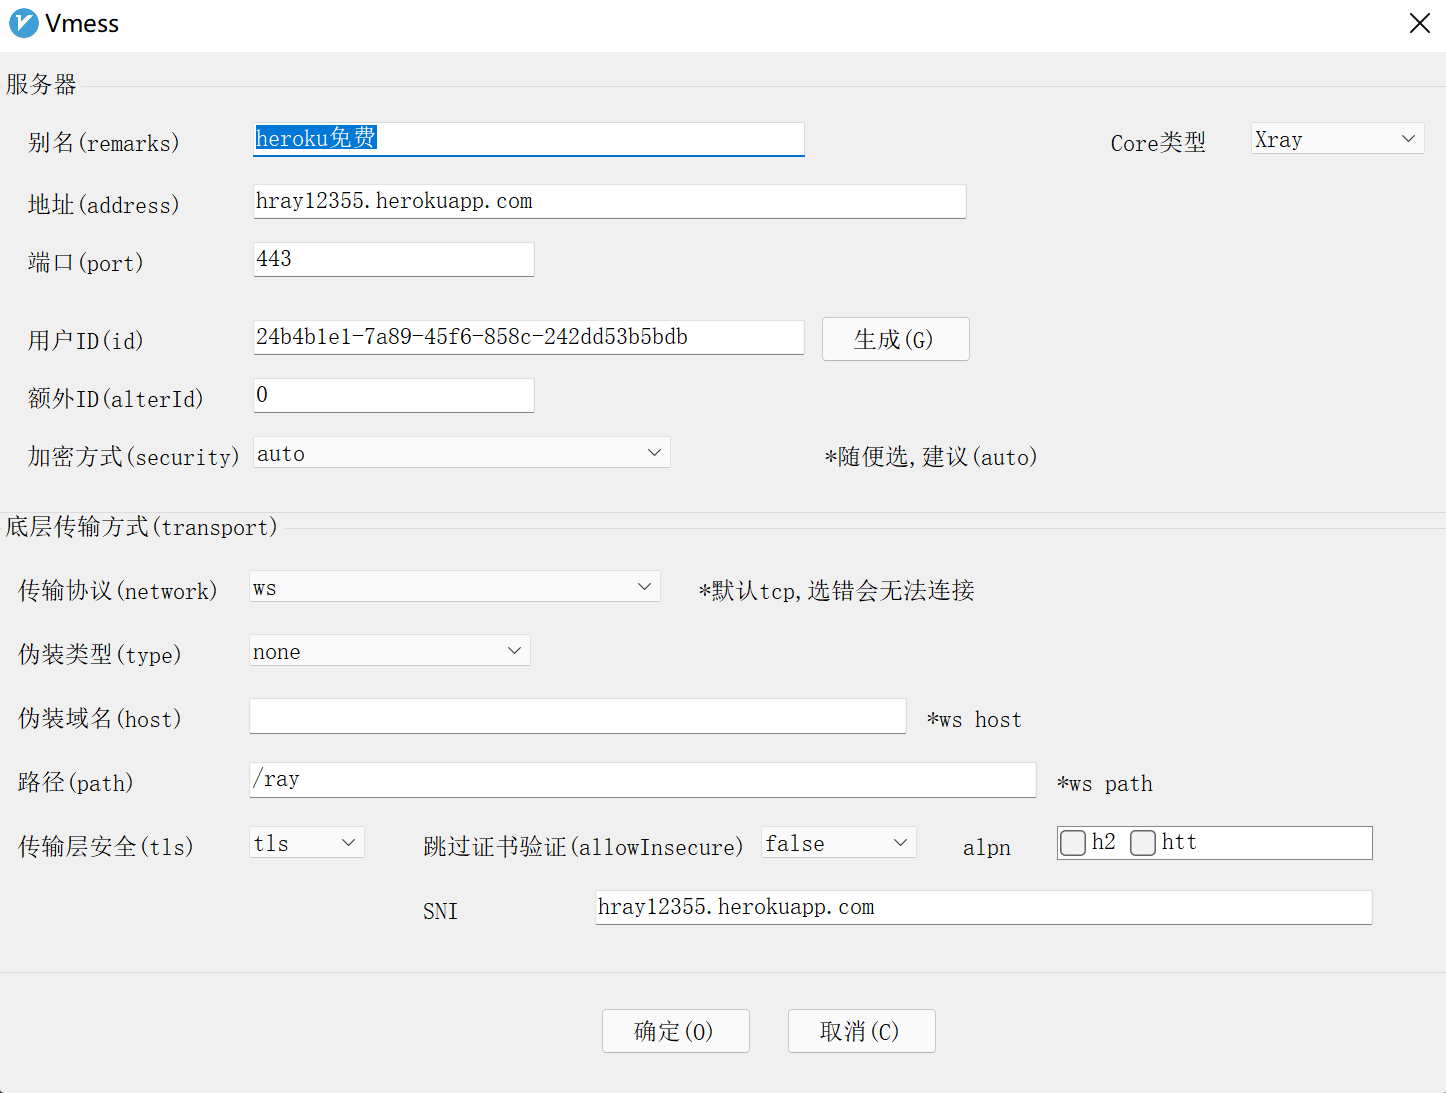 Vmess
服务器
别名(remarks) heroku免费 Core类型 Xray
地址(address) hray12355.herokuapp.com
端口(port) 443
用户ID(id) 24b4b1e1-7a89-45f6-858c-242dd53b5bdb 生成(G)
额外ID(alterId) 0
加密方式(security) auto *随便选,建议(auto)
底层传输方式(transport)
传输协议(network) ws *默认tcp,选错会无法连接
伪装类型(type) none
伪装域名(host) *ws host
路径(path) /ray *ws path
传输层安全(tls) tls 跳过证书验证(allowInsecure) false alpn h2 htt
SNI hray12355.herokuapp.com
确定(O) 取消(C)